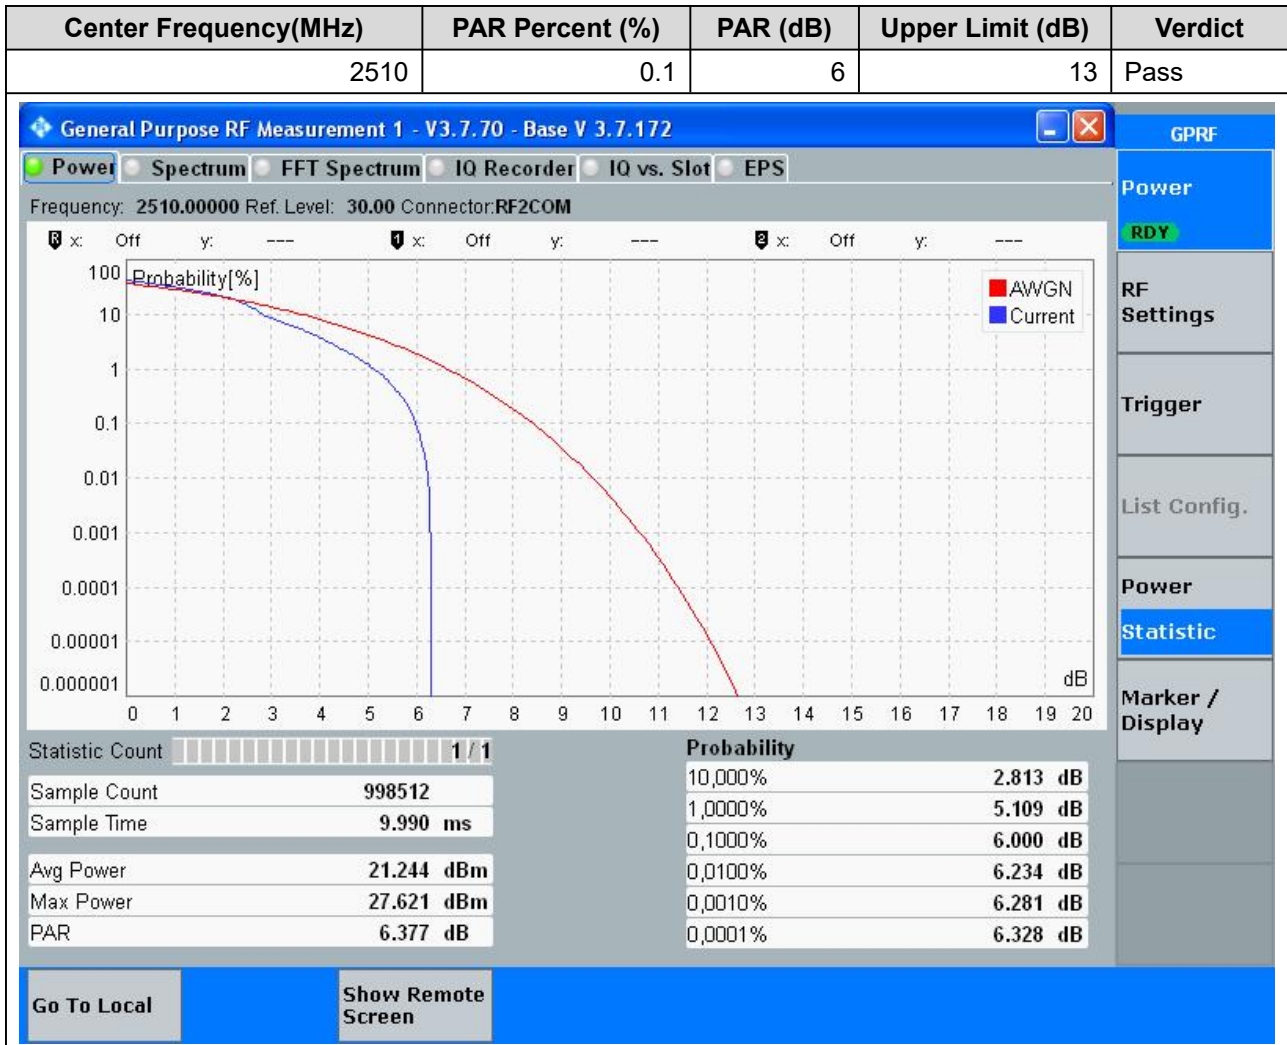 Center Frequency(MHz) PAR Percent (%) PAR (dB) Upper Limit (dB) Verdict
2510 0.1 6 13 Pass
General Purpose RF Measurement 1 - V3.7.70 - Base V 3.7.172
GPRF
Power Spectrum FFT Spectrum IQ Recorder IQ vs. Slot EPS
Power
RDY
Frequency: 2510.00000 Ref. Level: 30.00 Connector:RF2COM
R x: Off y: --- 1 x: Off y: --- 2 x: Off y: ---
Probability[%]
AWGN
Current
100
10
1
0.1
0.01
0.001
0.0001
0.00001
0.000001
dB
0 1 2 3 4 5 6 7 8 9 10 11 12 13 14 15 16 17 18 19 20
RF
Settings
Trigger
List Config.
Power
Statistic
Marker /
Display
Statistic Count 1 / 1
Sample Count 998512
Sample Time 9.990 ms
Avg Power 21.244 dBm
Max Power 27.621 dBm
PAR 6.377 dB
Probability
10,000% 2.813 dB
1,0000% 5.109 dB
0,1000% 6.000 dB
0,0100% 6.234 dB
0,0010% 6.281 dB
0,0001% 6.328 dB
Go To Local
Show Remote
Screen